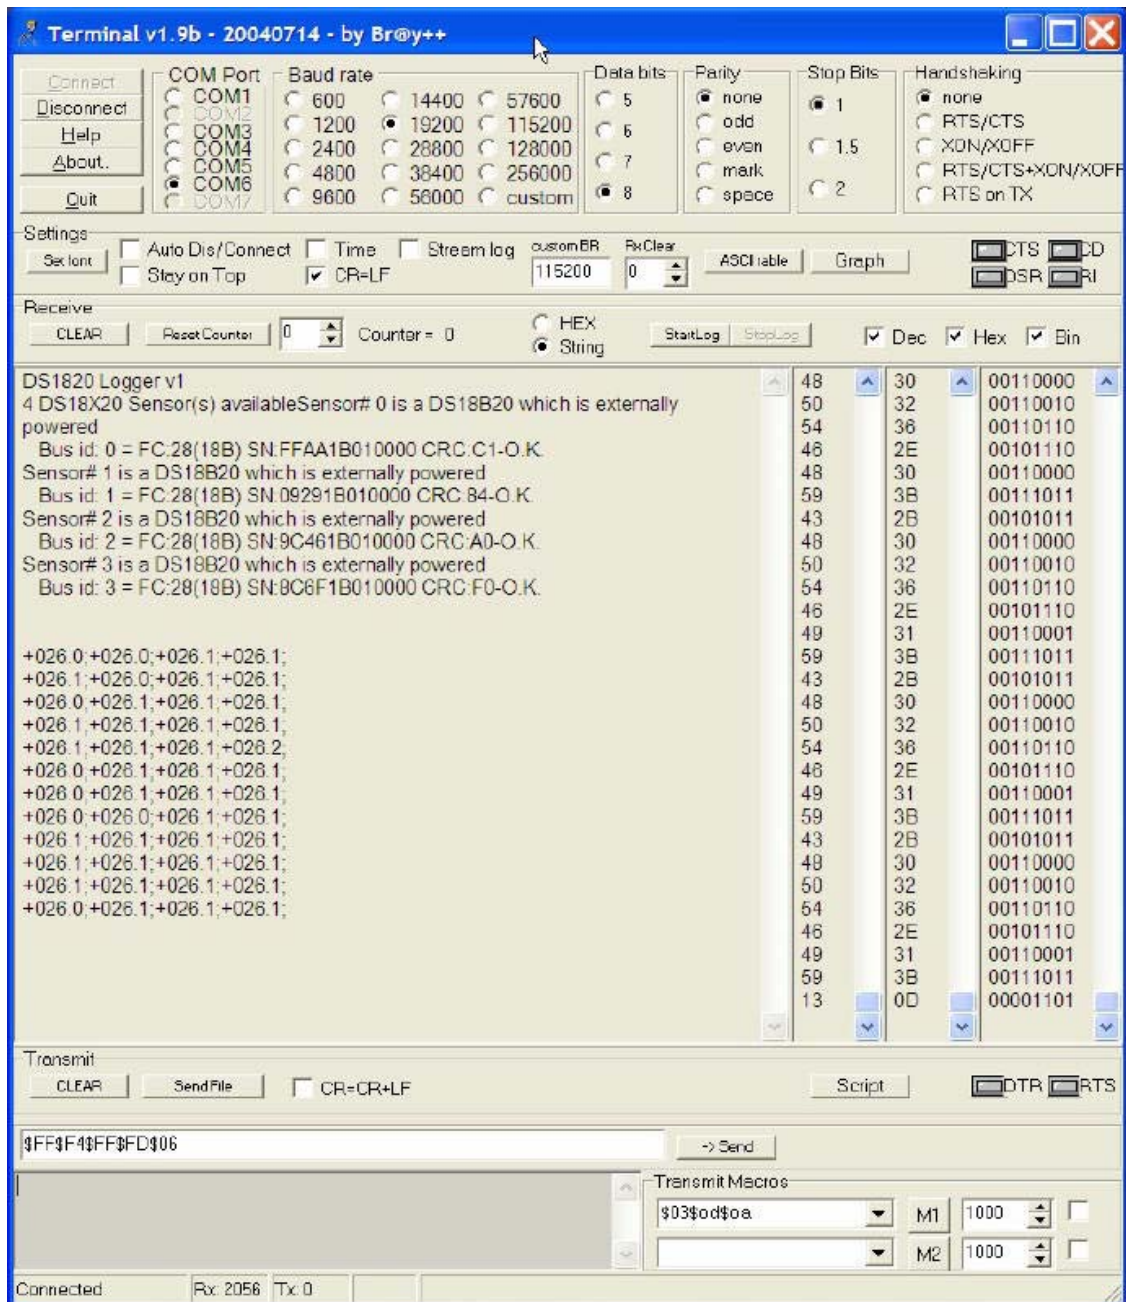 Terminal v1.9b - 20040714 - by Br@y++
Connect
Disconnect
Help
About..
Quit
COM Port
COM1
COM2
COM3
COM4
COM5
COM6
COM7
Baud rate
600 14400 57600
1200 19200 115200
2400 28800 128000
4800 38400 256000
9600 56000 custom
Data bits
5
6
7
8
Parity
none
odd
even
mark
space
Stop Bits
1
1.5
2
Handshaking
none
RTS/CTS
XON/XOFF
RTS/CTS+XON/XOFF
RTS on TX
Settings
Set font
Auto Dis/Connect Time Stream log
Stay on Top CR=LF
custom BR
115200
RxClear
0
ASCII table
Graph
CTS CD
DSR RI
Receive
CLEAR Reset Counter 0 Counter = 0
HEX
String
StartLog StopLog
Dec Hex Bin
DS1820 Logger v1
4 DS18X20 Sensor(s) availableSensor# 0 is a DS18B20 which is externally
powered
Bus id: 0 = FC:28(18B) SN:FFAA1B010000 CRC:C1-O.K.
Sensor# 1 is a DS18B20 which is externally powered
Bus id: 1 = FC:28(18B) SN:09291B010000 CRC:84-O.K.
Sensor# 2 is a DS18B20 which is externally powered
Bus id: 2 = FC:28(18B) SN:9C461B010000 CRC:A0-O.K.
Sensor# 3 is a DS18B20 which is externally powered
Bus id: 3 = FC:28(18B) SN:8C6F1B010000 CRC:F0-O.K.
+026.0;+026.0;+026.1;+026.1;
+026.1;+026.0;+026.1;+026.1;
+026.0;+026.1;+026.1;+026.1;
+026.1;+026.1;+026.1;+026.1;
+026.1;+026.1;+026.1;+026.2;
+026.0;+026.1;+026.1;+026.1;
+026.0;+026.1;+026.1;+026.1;
+026.0;+026.0;+026.1;+026.1;
+026.1;+026.1;+026.1;+026.1;
+026.1;+026.1;+026.1;+026.1;
+026.1;+026.1;+026.1;+026.1;
+026.0;+026.1;+026.1;+026.1;
48 30 00110000
50 32 00110010
54 36 00110110
46 2E 00101110
48 30 00110000
59 3B 00111011
43 2B 00101011
48 30 00110000
50 32 00110010
54 36 00110110
46 2E 00101110
49 31 00110001
59 3B 00111011
43 2B 00101011
48 30 00110000
50 32 00110010
54 36 00110110
46 2E 00101110
49 31 00110001
59 3B 00111011
43 2B 00101011
48 30 00110000
50 32 00110010
54 36 00110110
46 2E 00101110
49 31 00110001
59 3B 00111011
13 0D 00001101
Transmit
CLEAR Send File CR=CR+LF
Script
DTR RTS
$FF$F4$FF$FD$06
-> Send
Transmit Macros
$03$od$oa M1 1000
M2 1000
Connected Rx: 2056 Tx: 0